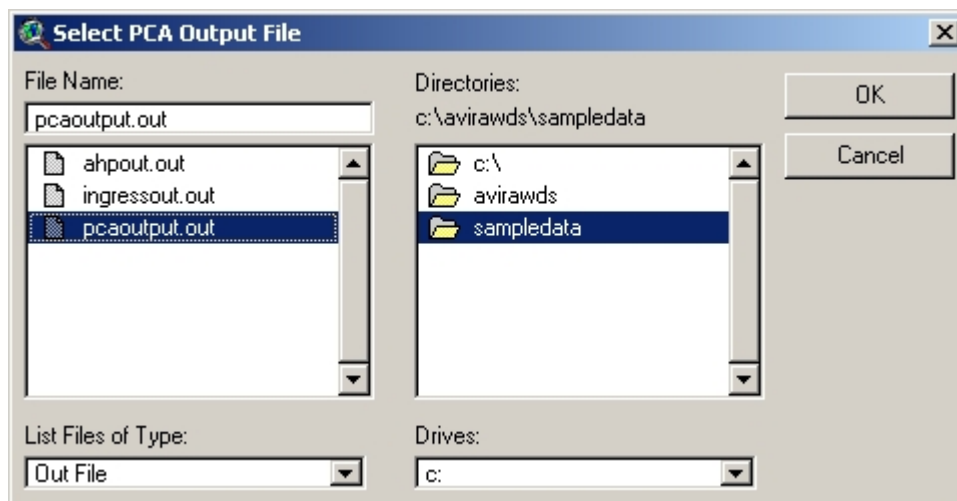 Select PCA Output File
File Name:
pcaoutput.out
ahpout.out
ingressout.out
pcaoutput.out
List Files of Type:
Out File
Directories:
c:\avirawds\sampledata
c:\
avirawds
sampledata
Drives:
c:
OK
Cancel